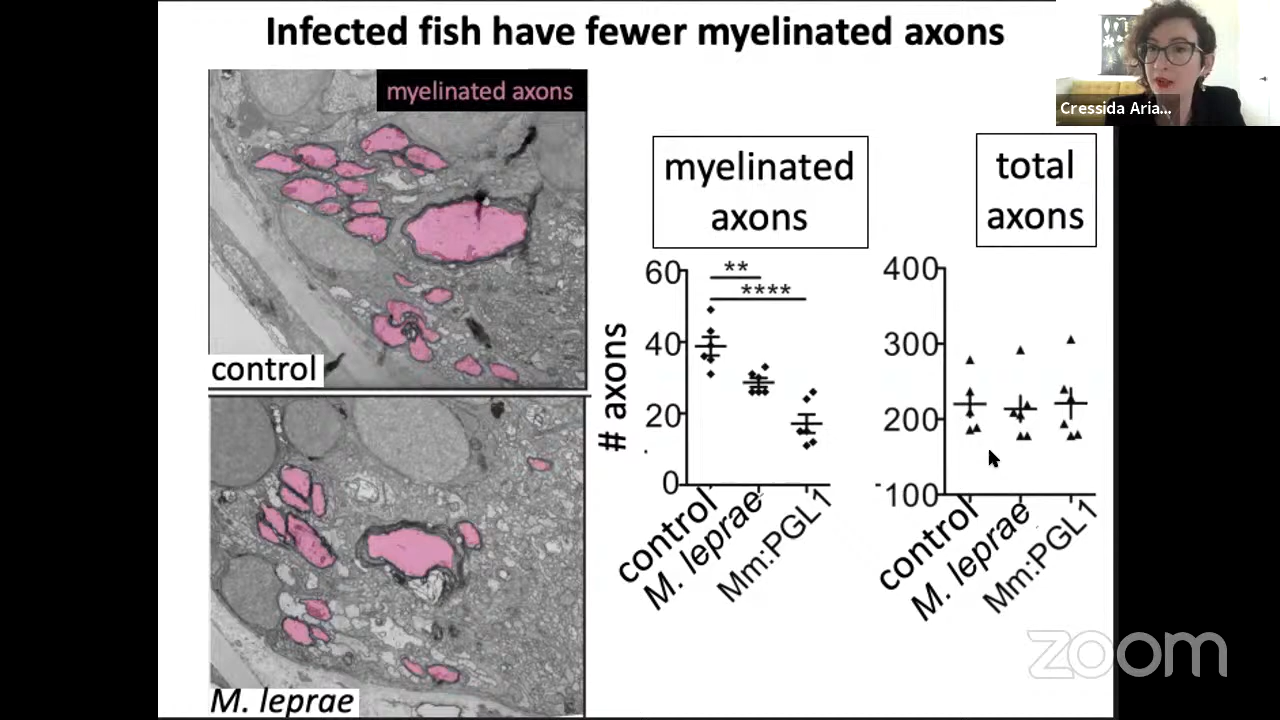 Infected fish have fewer myelinated axons
Cressida Aria...
myelinated axons
control
M. leprae
myelinated
axons
# axons
60
40
20
0
**
****
control
M. leprae
Mm:PGL1
total
axons
400
300
200
100
control
M. leprae
Mm:PGL1
zoom